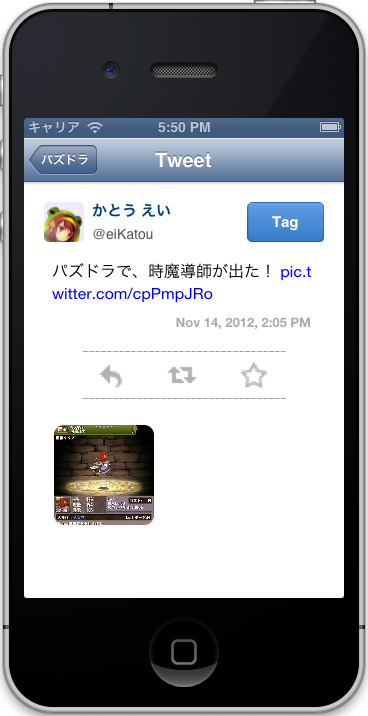 キャリア 5:50 PM
パズドラ Tweet
かとう えい
@eiKatou
Tag
パズドラで、時魔導師が出た！ pic.t
witter.com/cpPmpJRo
Nov 14, 2012, 2:05 PM